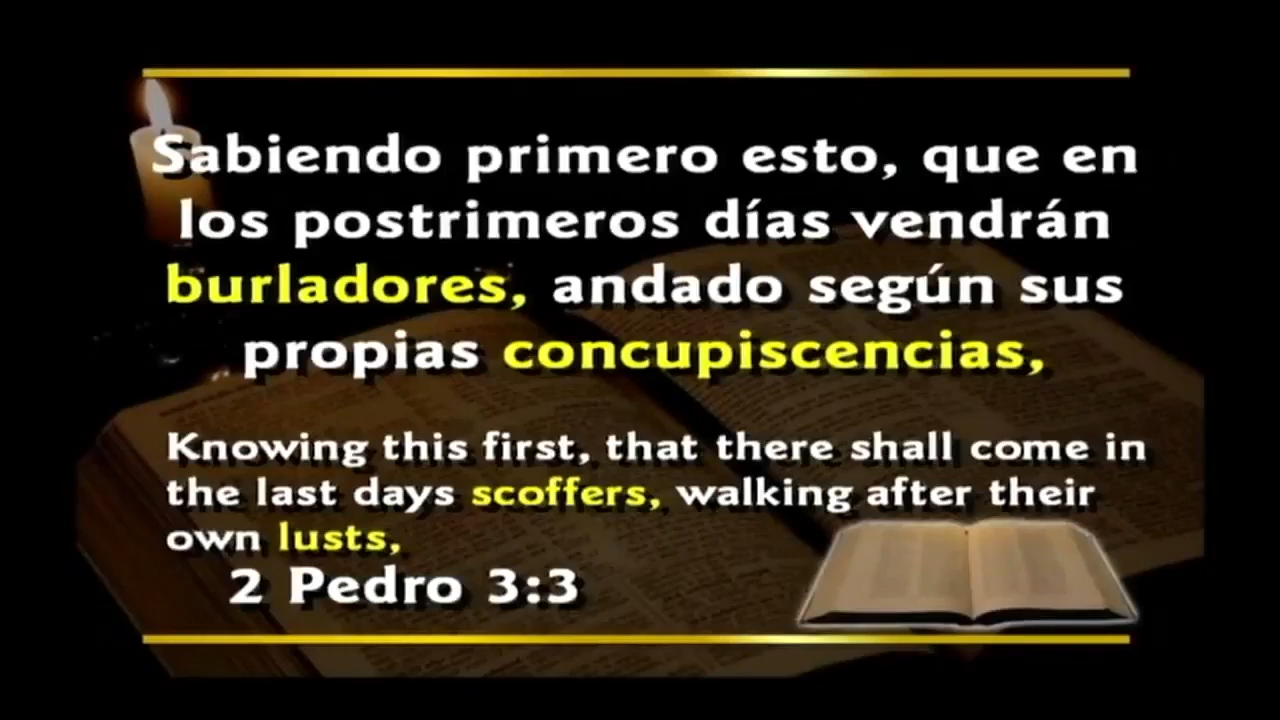 Sabiendo primero esto, que en
los postrimeros días vendrán
burladores, andado según sus
propias concupiscencias,
Knowing this first, that there shall come in
the last days scoffers, walking after their
own lusts,
2 Pedro 3:3